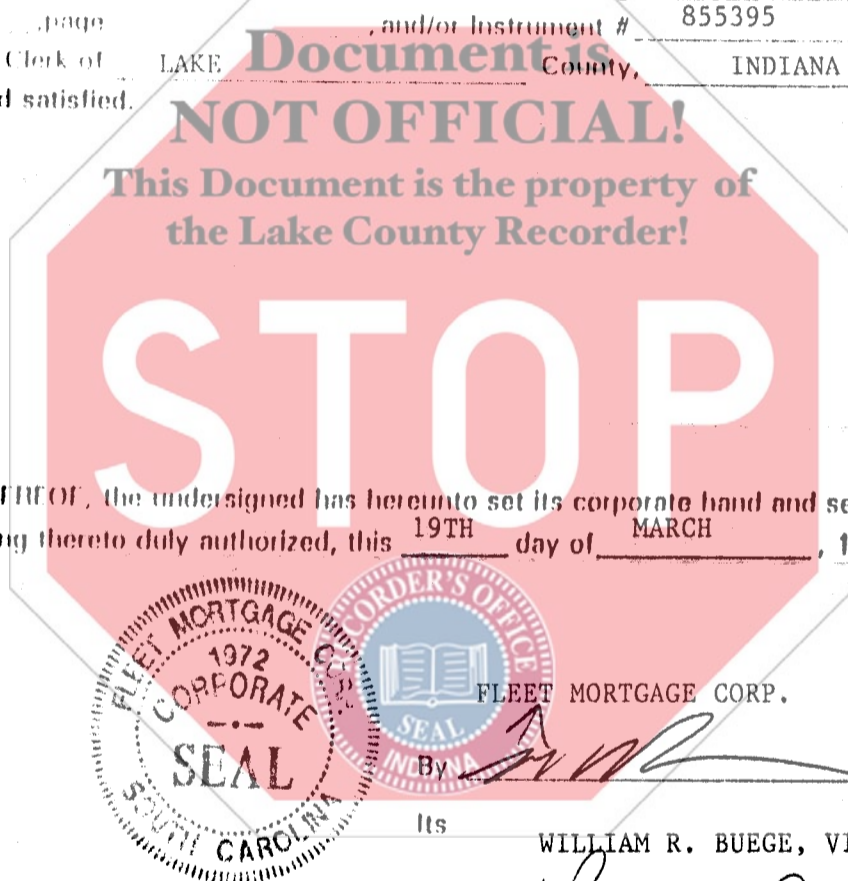 page , and/or Instrument # 855395
Clerk of LAKE County, INDIANA
d satisfied.
Document is
NOT OFFICIAL!
This Document is the property of
the Lake County Recorder!
STOP
EREOF, the undersigned has hereunto set its corporate hand and se
ng thereto duly authorized, this 19TH day of MARCH , 1
FLEET MORTGAGE CORP.
1972
CORPORATE
SEAL
SOUTH CAROLINA
RECORDER'S OFFICE
SEAL
INDIANA
FLEET MORTGAGE CORP.
By
Its
WILLIAM R. BUEGE, VI